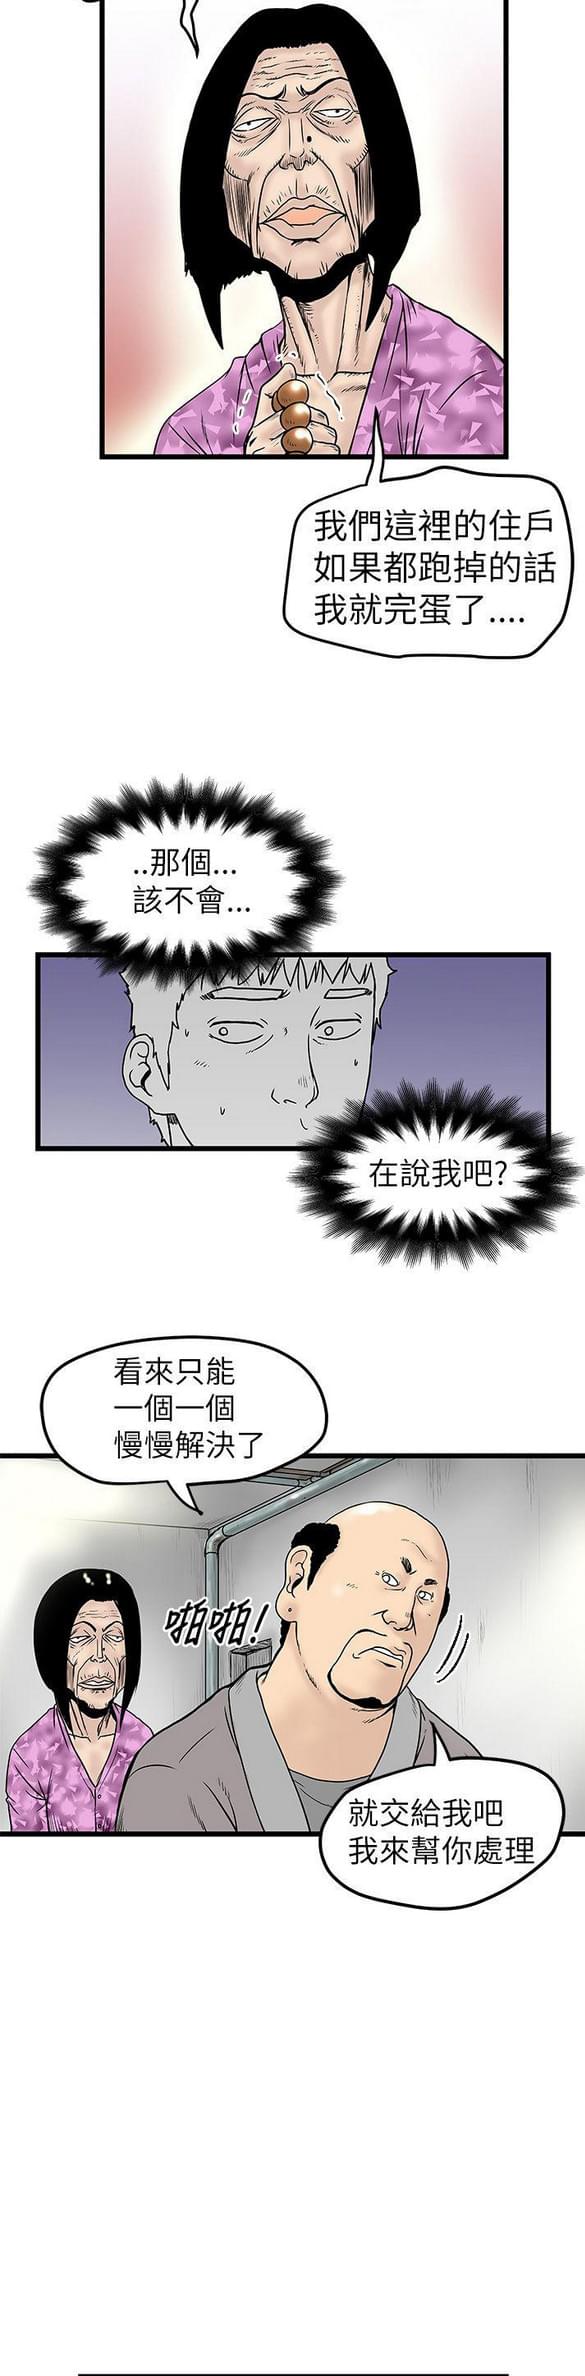 我們這裡的住戶
如果都跑掉的話
我就完蛋了....
..那個...
該不會...
在說我吧?
看來只能
一個一個
慢慢解決了
啪啪!
就交給我吧
我來幫你處理